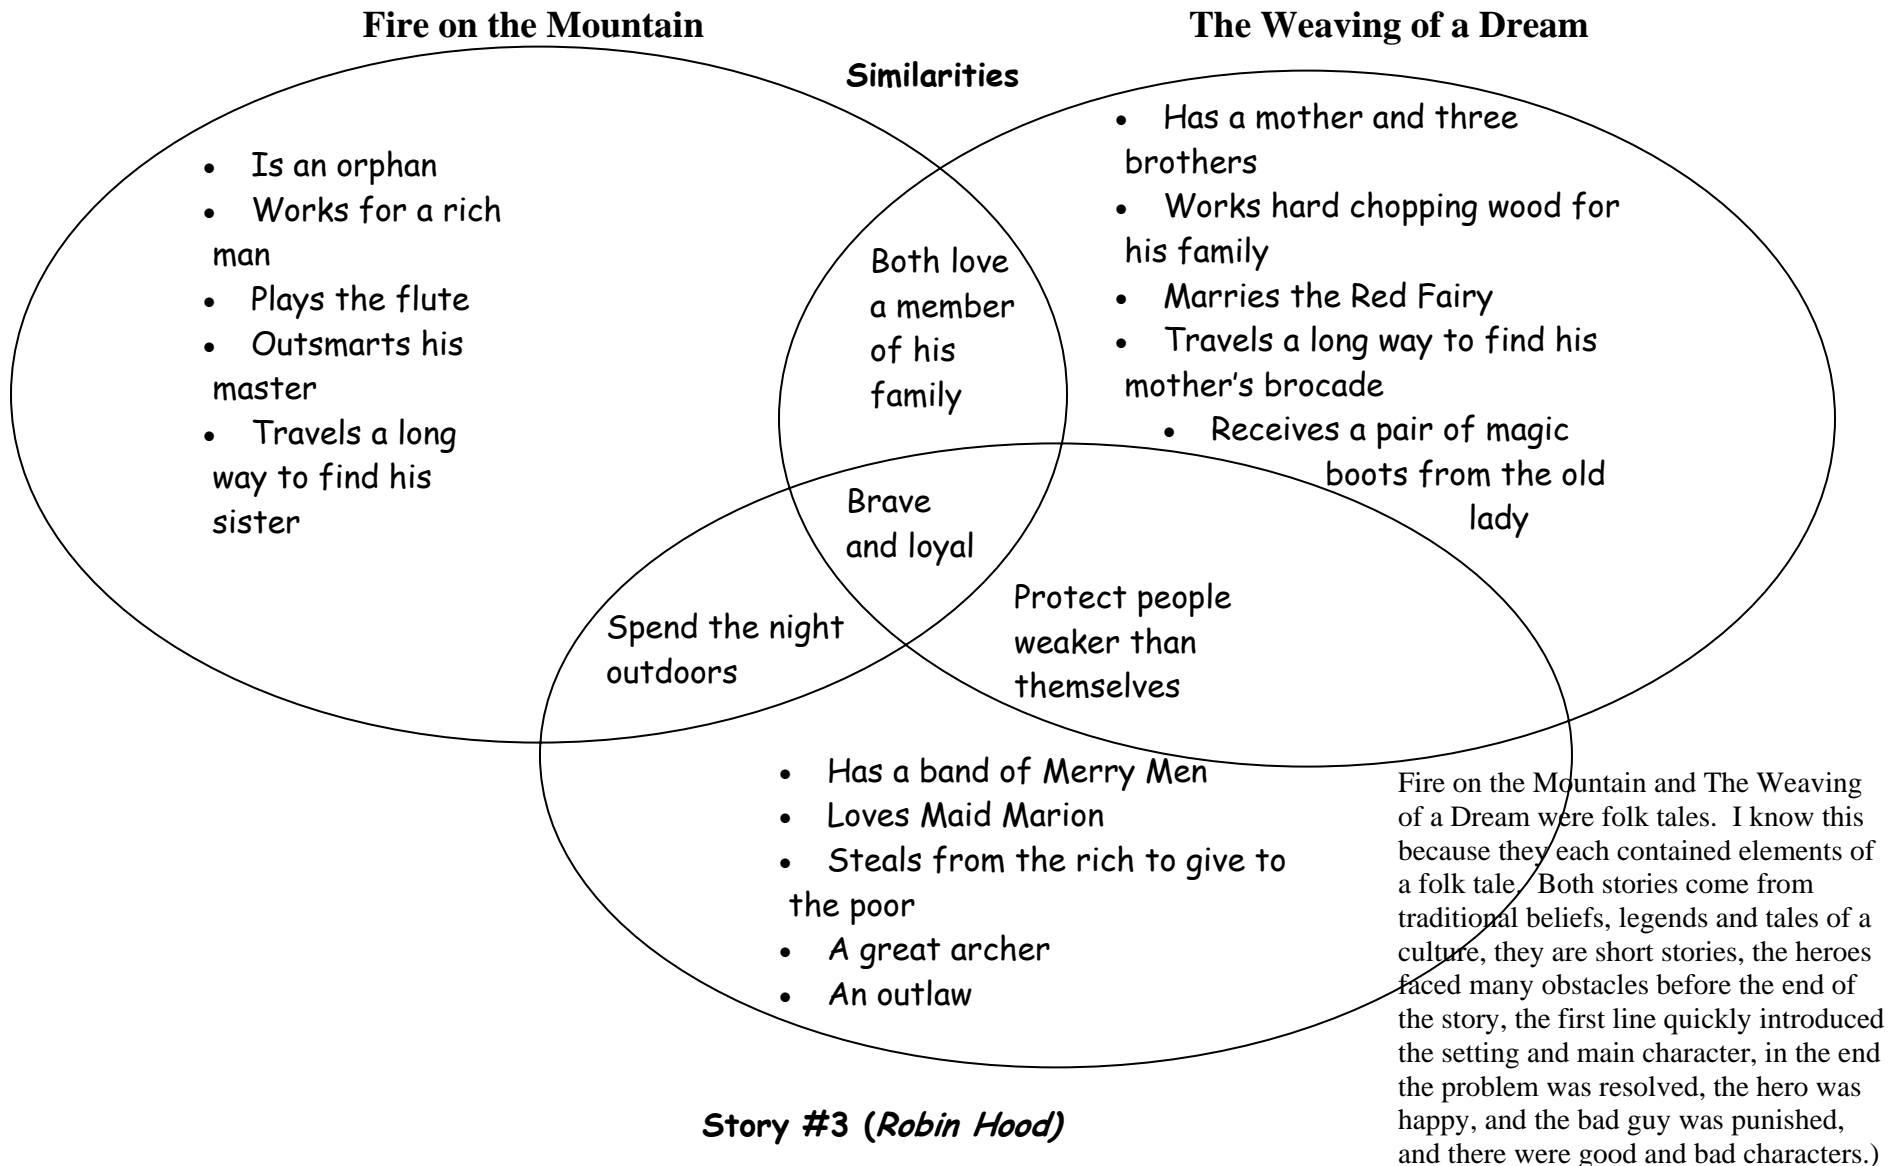 Fire on the Mountain
The Weaving of a Dream
Similarities
• Is an orphan
• Works for a rich
man
• Plays the flute
• Outsmarts his
master
• Travels a long
way to find his
sister
Both love
a member
of his
family
• Has a mother and three
brothers
• Works hard chopping wood for
his family
• Marries the Red Fairy
• Travels a long way to find his
mother's brocade
• Receives a pair of magic
boots from the old
lady
Brave
and loyal
Spend the night
outdoors
Protect people
weaker than
themselves
• Has a band of Merry Men
• Loves Maid Marion
• Steals from the rich to give to
the poor
• A great archer
• An outlaw
Story #3 (Robin Hood)
Fire on the Mountain and The Weaving
of a Dream were folk tales. I know this
because they each contained elements of
a folk tale. Both stories come from
traditional beliefs, legends and tales of a
culture, they are short stories, the heroes
faced many obstacles before the end of
the story, the first line quickly introduced
the setting and main character, in the end
the problem was resolved, the hero was
happy, and the bad guy was punished,
and there were good and bad characters.)